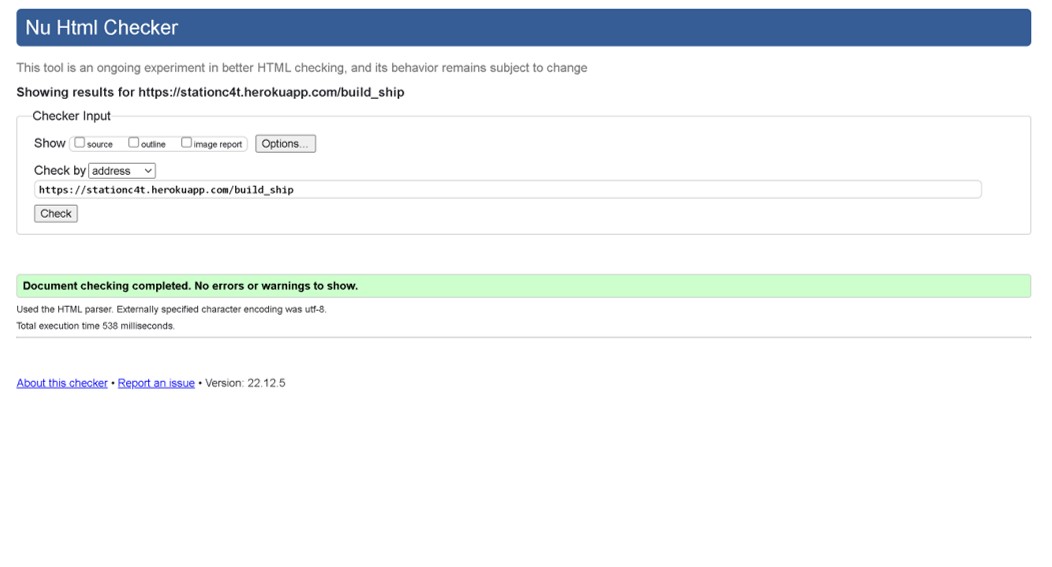 Nu Html Checker
This tool is an ongoing experiment in better HTML checking, and its behavior remains subject to change
Showing results for https://stationc4t.herokuapp.com/build_ship
Checker Input
Show source outline image report Options...
Check by address
https://stationc4t.herokuapp.com/build_ship
Check
Document checking completed. No errors or warnings to show.
Used the HTML parser. Externally specified character encoding was utf-8.
Total execution time 538 milliseconds.
About this checker • Report an issue • Version: 22.12.5